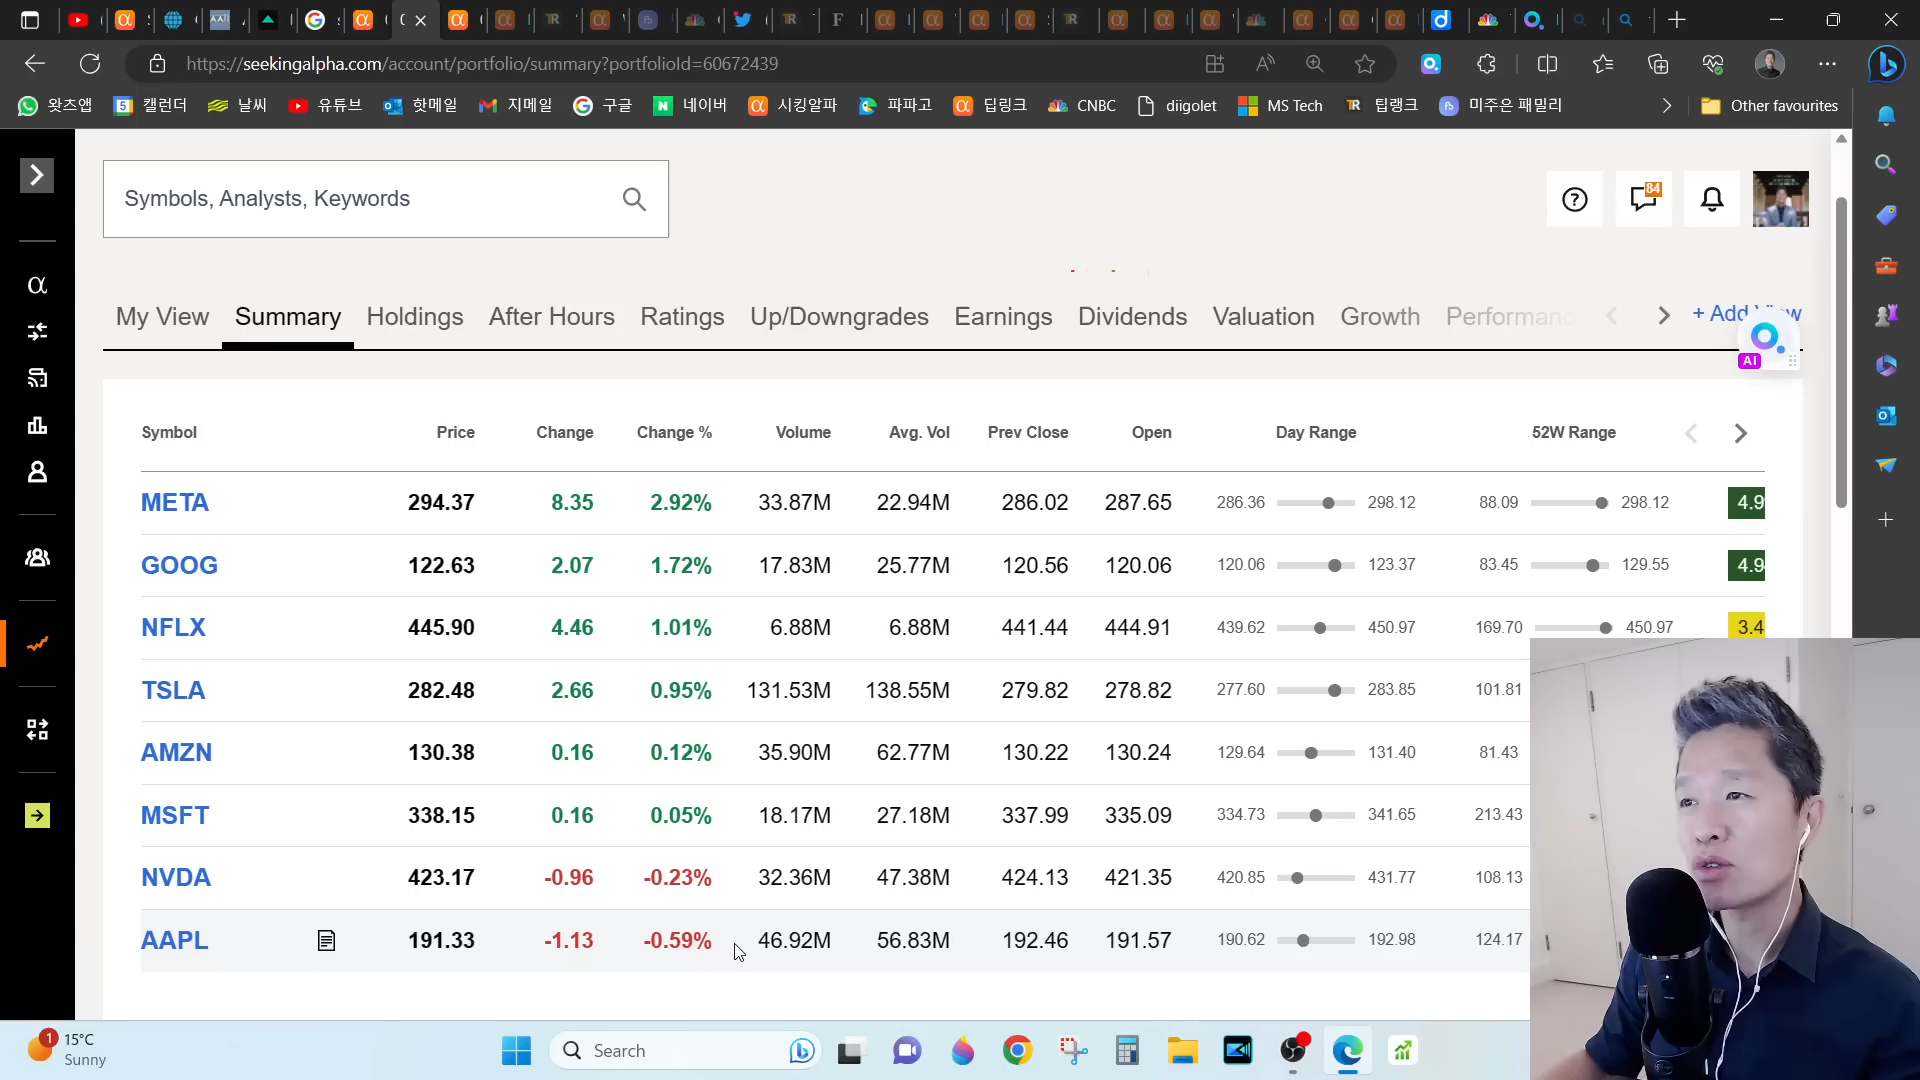 https://seekingalpha.com/account/portfolio/summary?portfolioId=60672439
왓츠앱 캘린더 날씨 유튜브 핫메일 지메일 구글 네이버 시킹알파 파파고 딥링크 CNBC diigolet MS Tech 팁랭크 미주은 패밀리 Other favourites
Symbols, Analysts, Keywords
84
My View Summary Holdings After Hours Ratings Up/Downgrades Earnings Dividends Valuation Growth Performanc + Add View
AI
Symbol Price Change Change % Volume Avg. Vol Prev Close Open Day Range 52W Range
META 294.37 8.35 2.92% 33.87M 22.94M 286.02 287.65 286.36 298.12 88.09 298.12 4.9
GOOG 122.63 2.07 1.72% 17.83M 25.77M 120.56 120.06 120.06 123.37 83.45 129.55 4.9
NFLX 445.90 4.46 1.01% 6.88M 6.88M 441.44 444.91 439.62 450.97 169.70 450.97 3.4
TSLA 282.48 2.66 0.95% 131.53M 138.55M 279.82 278.82 277.60 283.85 101.81
AMZN 130.38 0.16 0.12% 35.90M 62.77M 130.22 130.24 129.64 131.40 81.43
MSFT 338.15 0.16 0.05% 18.17M 27.18M 337.99 335.09 334.73 341.65 213.43
NVDA 423.17 -0.96 -0.23% 32.36M 47.38M 424.13 421.35 420.85 431.77 108.13
AAPL 191.33 -1.13 -0.59% 46.92M 56.83M 192.46 191.57 190.62 192.98 124.17
1 15°C
Sunny
Search